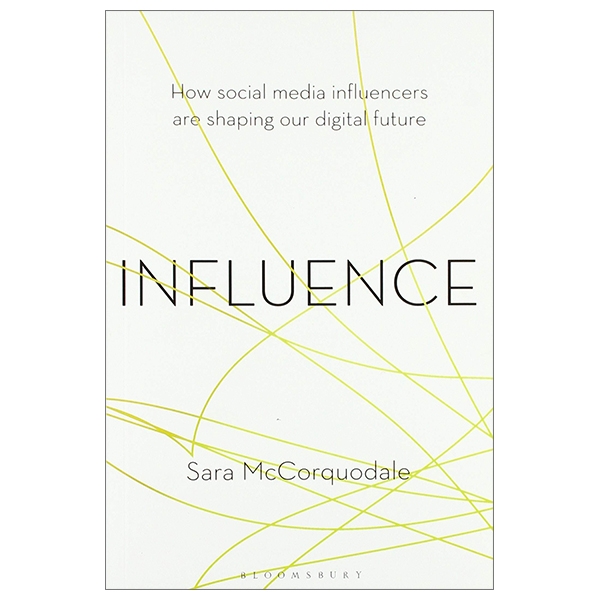 How social media influencers
are shaping our digital future
INFLUENCE
Sara McCorquodale
BLOOMSBURY